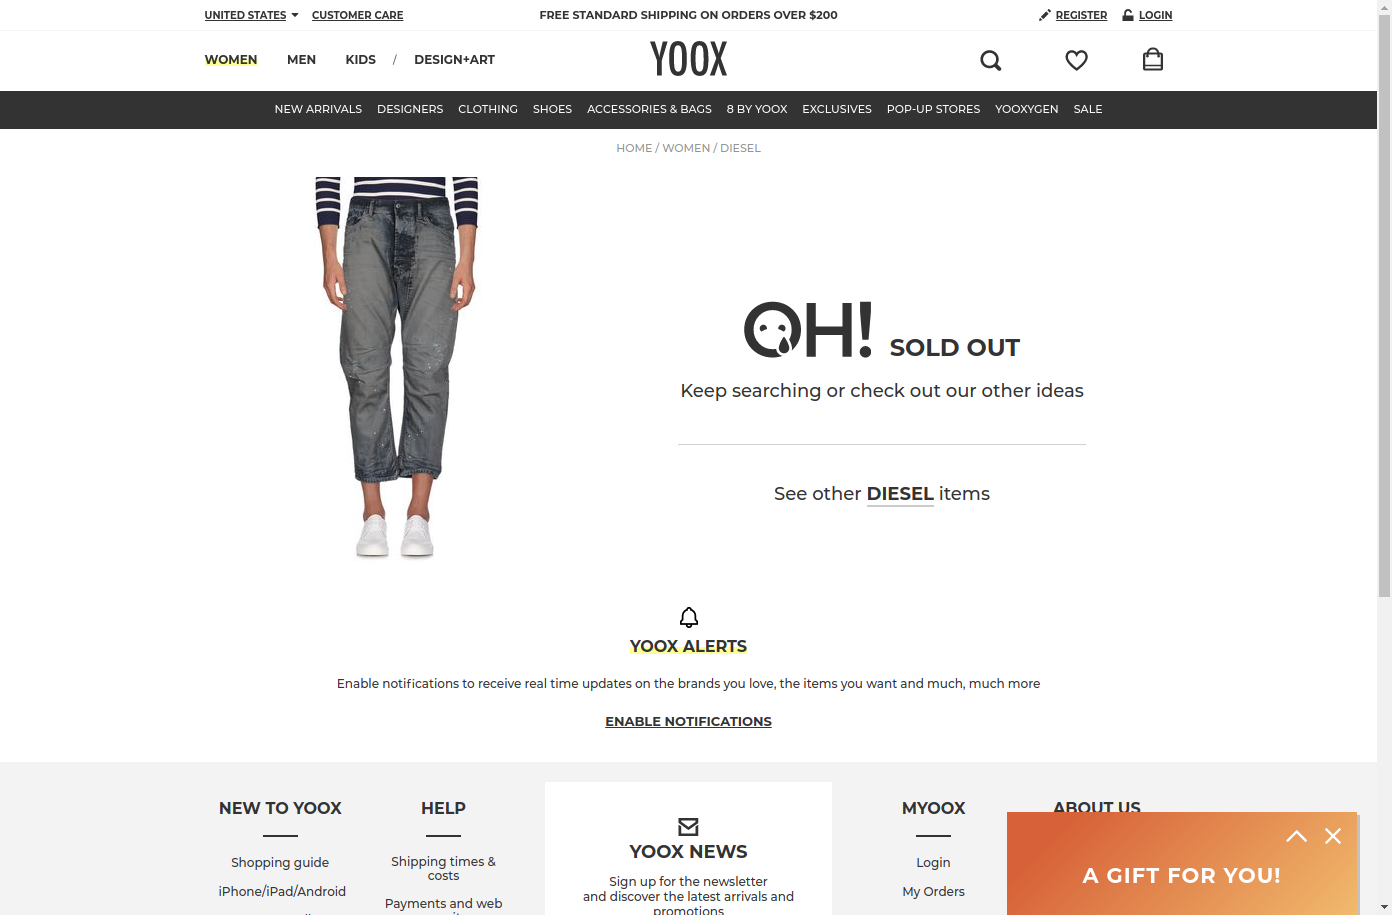 UNITED STATES
CUSTOMER CARE
FREE STANDARD SHIPPING ON ORDERS OVER $200
REGISTER
LOGIN
WOMEN
MEN
KIDS
/
DESIGN+ART
YOOX
NEW ARRIVALS
DESIGNERS
CLOTHING
SHOES
ACCESSORIES & BAGS
8 BY YOOX
EXCLUSIVES
POP-UP STORES
YOOXYGEN
SALE
HOME / WOMEN / DIESEL
OH! SOLD OUT
Keep searching or check out our other ideas
See other DIESEL items
YOOX ALERTS
Enable notifications to receive real time updates on the brands you love, the items you want and much, much more
ENABLE NOTIFICATIONS
NEW TO YOOX
Shopping guide
iPhone/iPad/Android
HELP
Shipping times &
costs
Payments and web
YOOX NEWS
Sign up for the newsletter
and discover the latest arrivals and
promotions
MYOOX
Login
My Orders
ABOUT US
A GIFT FOR YOU!